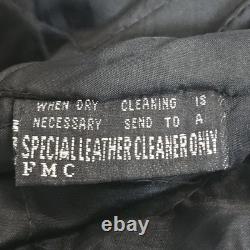 WHEN DRY CLEANING IS
NECESSARY SEND TO A
SPECIAL LEATHER CLEANER ONLY
FMC